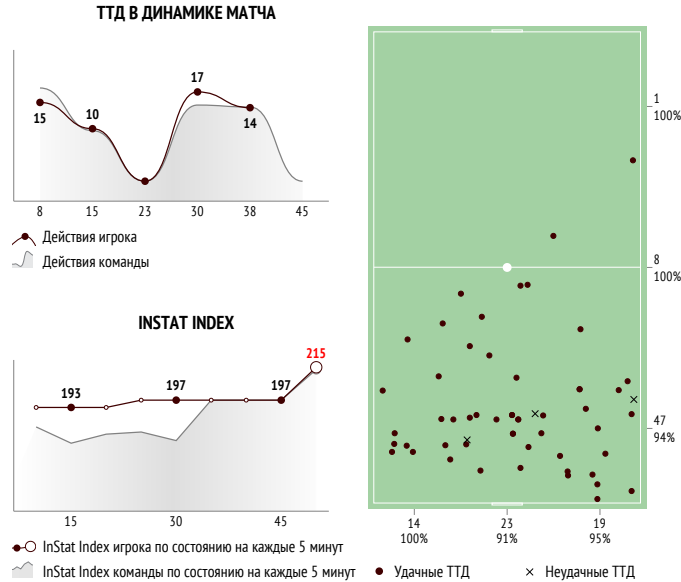 ТТД В ДИНАМИКЕ МАТЧА
15
10
17
14
8 15 23 30 38 45
Действия игрока
Действия команды
INSTAT INDEX
193
197
197
215
15 30 45
InStat Index игрока по состоянию на каждые 5 минут
InStat Index команды по состоянию на каждые 5 минут
1
100%
8
100%
47
94%
14 23 19
100% 91% 95%
Удачные ТТД
Неудачные ТТД